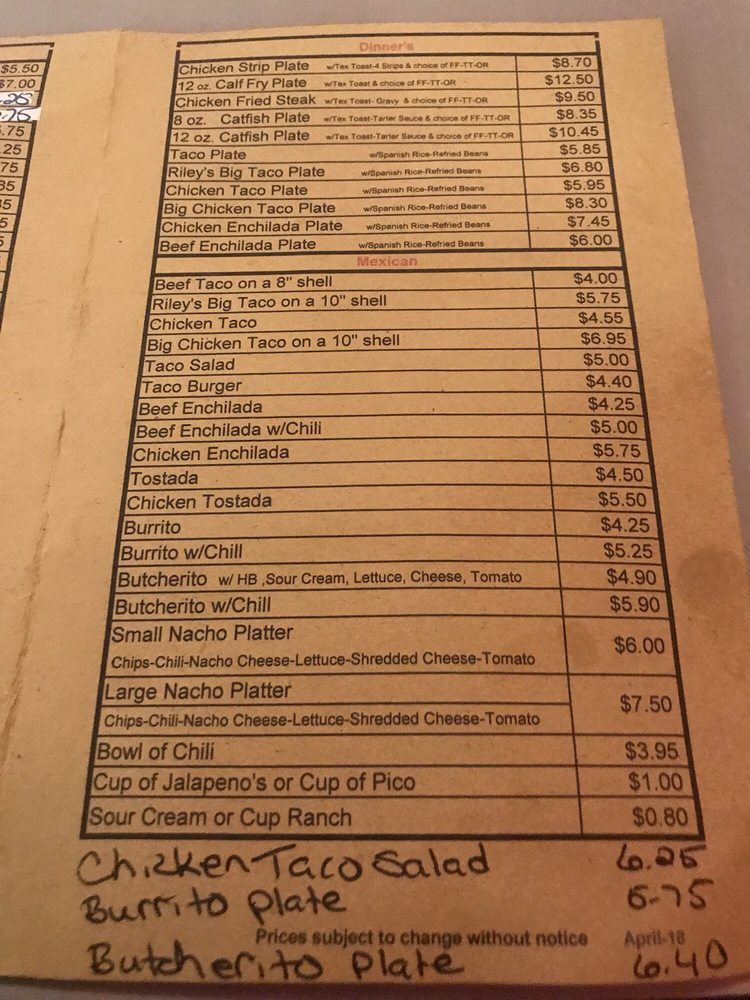 $5.50
$7.00
.75
.25
75
Dinner's
Chicken Strip Plate w/Tex Toast-4 Strips & choice of FF-TT-OR $8.70
12 oz. Calf Fry Plate w/Tex Toast & choice of FF-TT-OR $12.50
Chicken Fried Steak w/Tex Toast- Gravy & choice of FF-TT-OR $9.50
8 oz. Catfish Plate w/Tex Toast-Tarter Sauce & choice of FF-TT-OR $8.35
12 oz. Catfish Plate w/Tex Toast-Tarter Sauce & choice of FF-TT-OR $10.45
Taco Plate w/Spanish Rice-Refried Beans $5.85
Riley's Big Taco Plate w/Spanish Rice-Refried Beans $6.80
Chicken Taco Plate w/Spanish Rice-Refried Beans $5.95
Big Chicken Taco Plate w/Spanish Rice-Refried Beans $8.30
Chicken Enchilada Plate w/Spanish Rice-Refried Beans $7.45
Beef Enchilada Plate w/Spanish Rice-Refried Beans $6.00
Mexican
Beef Taco on a 8" shell $4.00
Riley's Big Taco on a 10" shell $5.75
Chicken Taco $4.55
Big Chicken Taco on a 10" shell $6.95
Taco Salad $5.00
Taco Burger $4.40
Beef Enchilada $4.25
Beef Enchilada w/Chili $5.00
Chicken Enchilada $5.75
Tostada $4.50
Chicken Tostada $5.50
Burrito $4.25
Burrito w/Chill $5.25
Butcherito w/ HB ,Sour Cream, Lettuce, Cheese, Tomato $4.90
Butcherito w/Chill $5.90
Small Nacho Platter $6.00
Chips-Chili-Nacho Cheese-Lettuce-Shredded Cheese-Tomato
Large Nacho Platter $7.50
Chips-Chili-Nacho Cheese-Lettuce-Shredded Cheese-Tomato
Bowl of Chili $3.95
Cup of Jalapeno's or Cup of Pico $1.00
Sour Cream or Cup Ranch $0.80
Chicken Taco Salad 6.25
Burrito Plate 5-75
Prices subject to change without notice April-18
Butcherito Plate 6.40